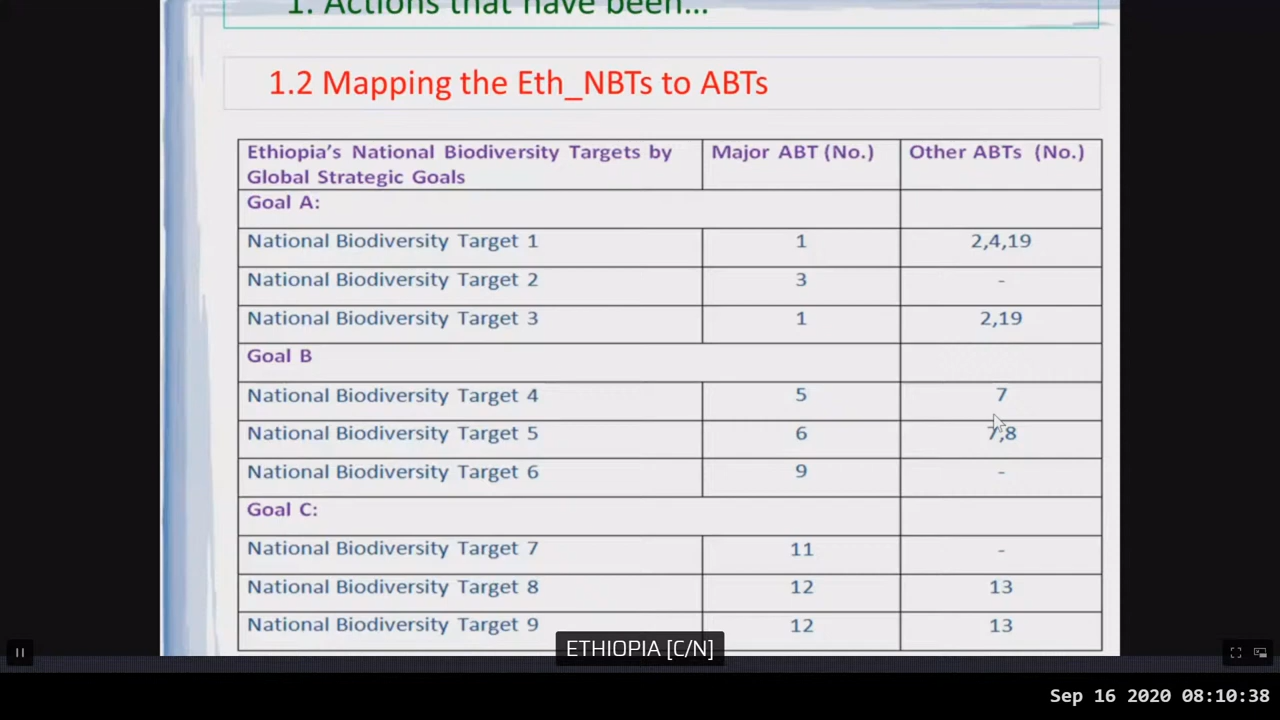 1. Actions that have been...
1.2 Mapping the Eth_NBTs to ABTs
Ethiopia's National Biodiversity Targets by Global Strategic Goals | Major ABT (No.) | Other ABTs (No.)
Goal A:
National Biodiversity Target 1 | 1 | 2,4,19
National Biodiversity Target 2 | 3 | -
National Biodiversity Target 3 | 1 | 2,19
Goal B
National Biodiversity Target 4 | 5 | 7
National Biodiversity Target 5 | 6 | 7,8
National Biodiversity Target 6 | 9 | -
Goal C:
National Biodiversity Target 7 | 11 | -
National Biodiversity Target 8 | 12 | 13
National Biodiversity Target 9 | 12 | 13
ETHIOPIA [C/N]
Sep 16 2020 08:10:38